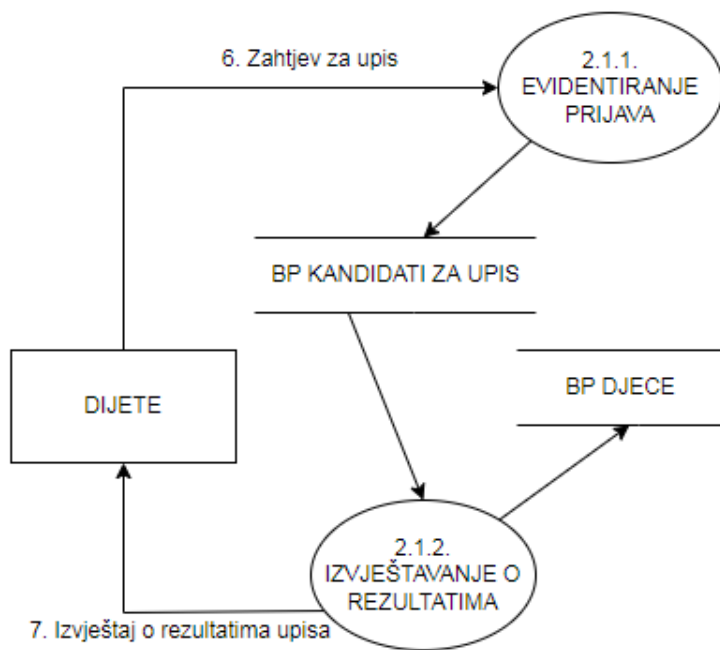 6. Zahtjev za upis
2.1.1.
EVIDENTIRANJE
PRIJAVA
BP KANDIDATI ZA UPIS
DIJETE
BP DJECE
2.1.2.
IZVJEŠTAVANJE O
REZULTATIMA
7. Izvještaj o rezultatima upisa